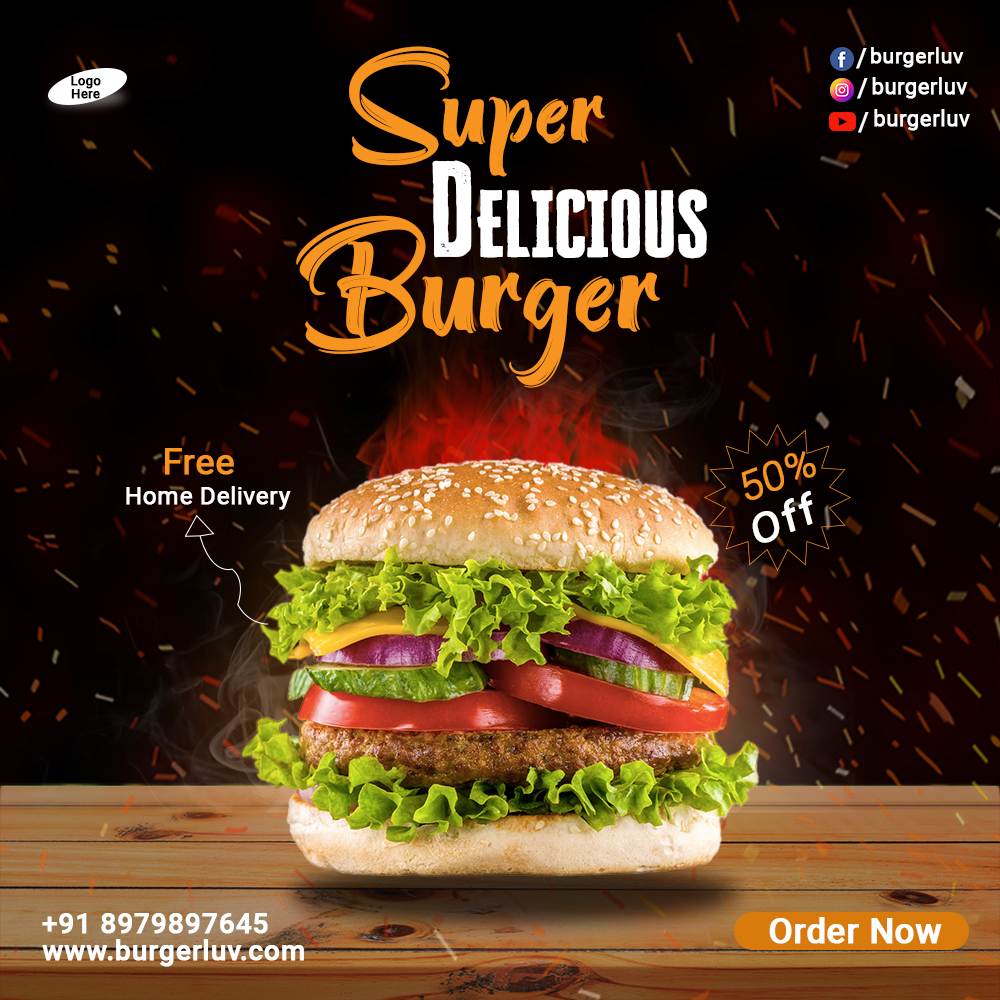 Logo
Here
/burgerluv
/burgerluv
/burgerluv
Super
DELICIOUS
Burger
Free
Home Delivery
50%
Off
+91 8979897645
www.burgerluv.com
Order Now